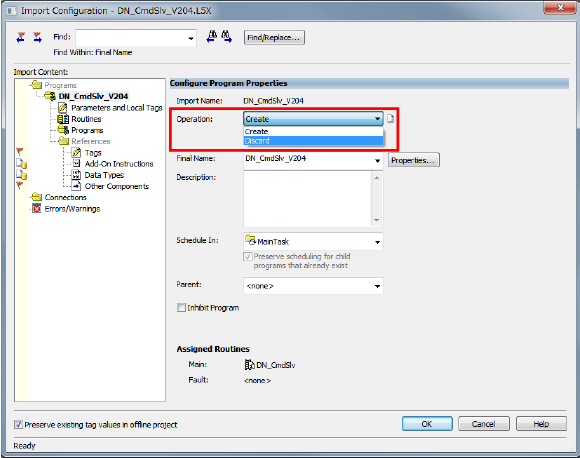 Import Configuration - DN_CmdSlv_V204.L5X
Find:
Find/Replace...
Find Within: Final Name
Import Content:
Programs
DN_CmdSlv_V204
Parameters and Local Tags
Routines
Programs
References
Tags
Add-On Instructions
Data Types
Other Components
Connections
Errors/Warnings
Configure Program Properties
Import Name: DN_CmdSlv_V204
Operation: Create
Create
Discard
Final Name: DN_CmdSlv_V204 Properties...
Description:
Schedule In: MainTask
Preserve scheduling for child
programs that already exist
Parent: <none>
Inhibit Program
Assigned Routines
Main: DN_CmdSlv
Fault: <none>
Preserve existing tag values in offline project
OK Cancel Help
Ready